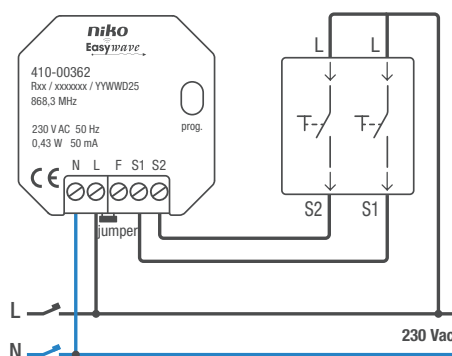 niko
Easywave
410-00362
Rxx / xxxxxxx / YYWWD25
868,3 MHz
prog.
230 V AC 50 Hz
0,43 W 50 mA
CE
N L F S1 S2
jumper
L L
S2 S1
L
230 Vac
N